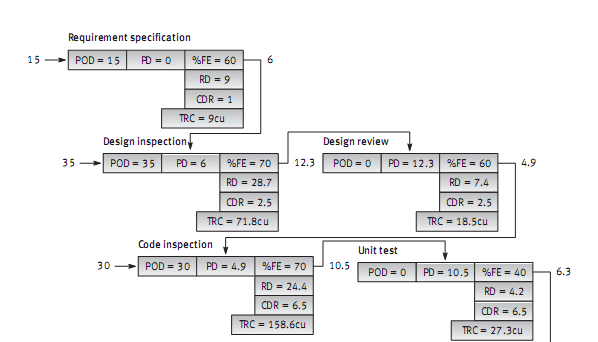 Requirement specification
15 POD = 15 PD = 0 %FE = 60 6
RD = 9
CDR = 1
TRC = 9cu
Design inspection Design review
35 POD = 35 PD = 6 %FE = 70 12.3 POD = 0 PD = 12.3 %FE = 60 4.9
RD = 28.7 RD = 7.4
CDR = 2.5 CDR = 2.5
TRC = 71.8cu TRC = 18.5cu
Code inspection Unit test
30 POD = 30 PD = 4.9 %FE = 70 10.5 POD = 0 PD = 10.5 %FE = 40 6.3
RD = 24.4 RD = 4.2
CDR = 6.5 CDR = 6.5
TRC = 158.6cu TRC = 27.3cu